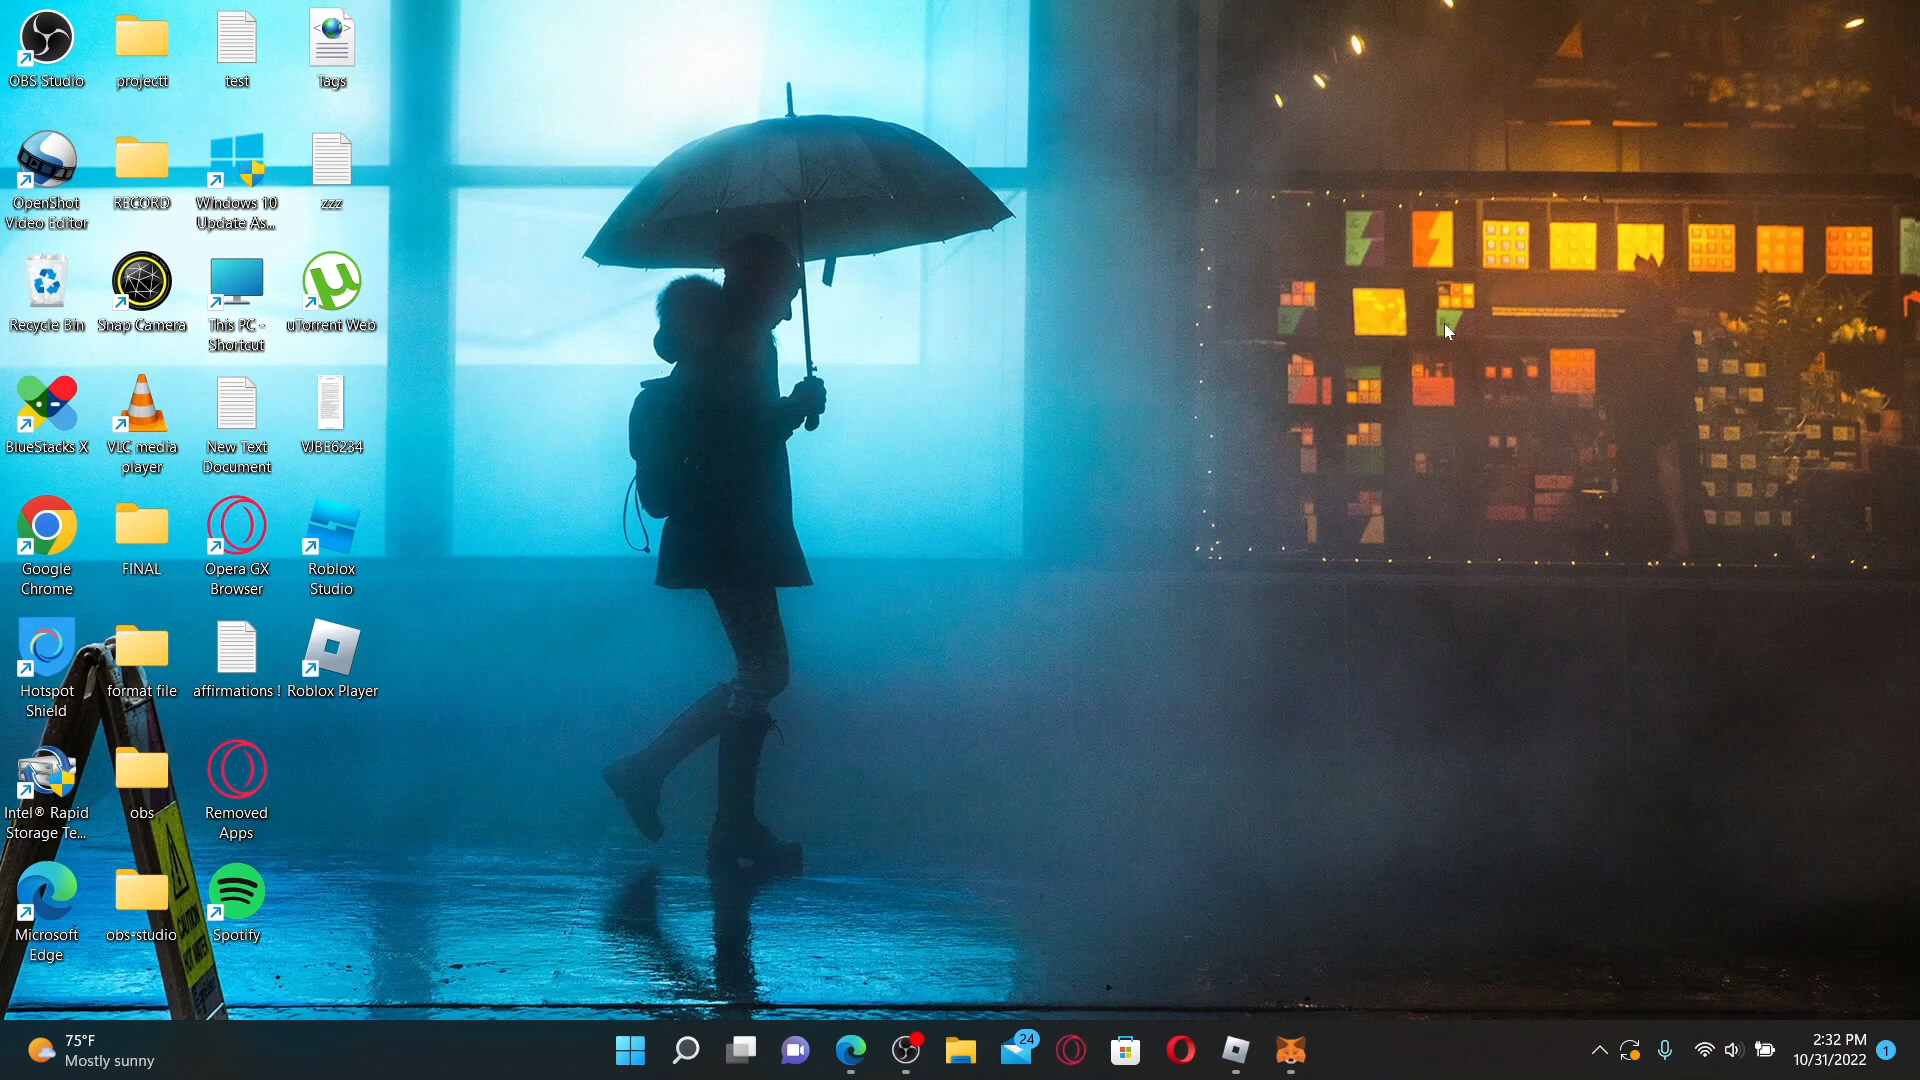 OBS Studio
projectt
test
Tags
OpenShot
Video Editor
RECORD
Windows 10
Update As...
zzz
Recycle Bin
Snap Camera
This PC -
Shortcut
uTorrent Web
BlueStacks X
VLC media
player
New Text
Document
VJBE6234
Google
Chrome
FINAL
Opera GX
Browser
Roblox
Studio
Hotspot
Shield
format file
affirmations !
Roblox Player
Intel® Rapid
Storage Te...
obs
Removed
Apps
Microsoft
Edge
obs-studio
Spotify
CAUTION
75°F
Mostly sunny
24
2:32 PM
10/31/2022
1